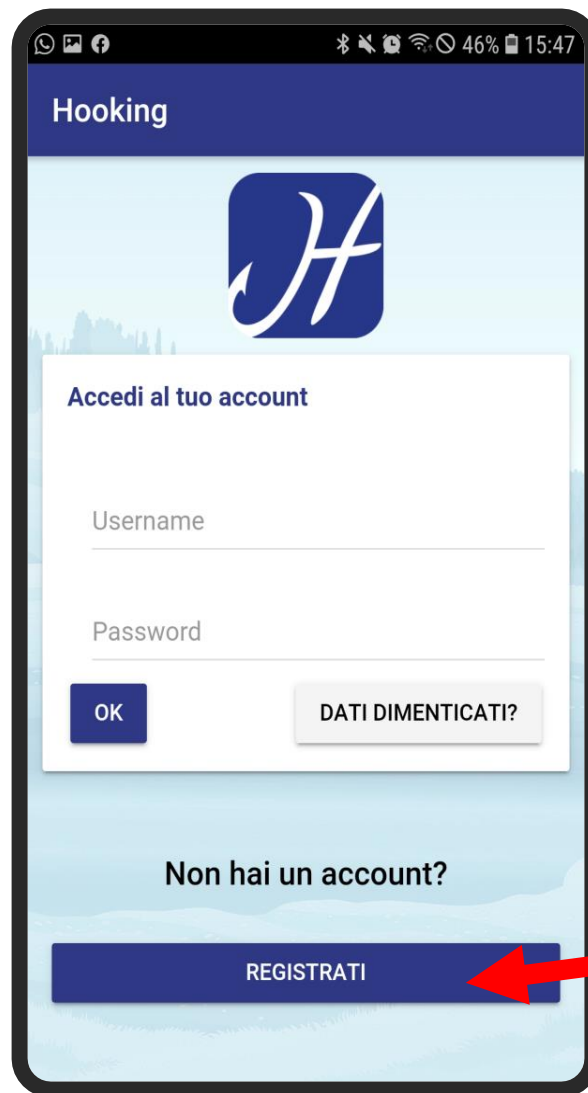 46% 15:47
Hooking
H
Accedi al tuo account
Username
Password
OK DATI DIMENTICATI?
Non hai un account?
REGISTRATI